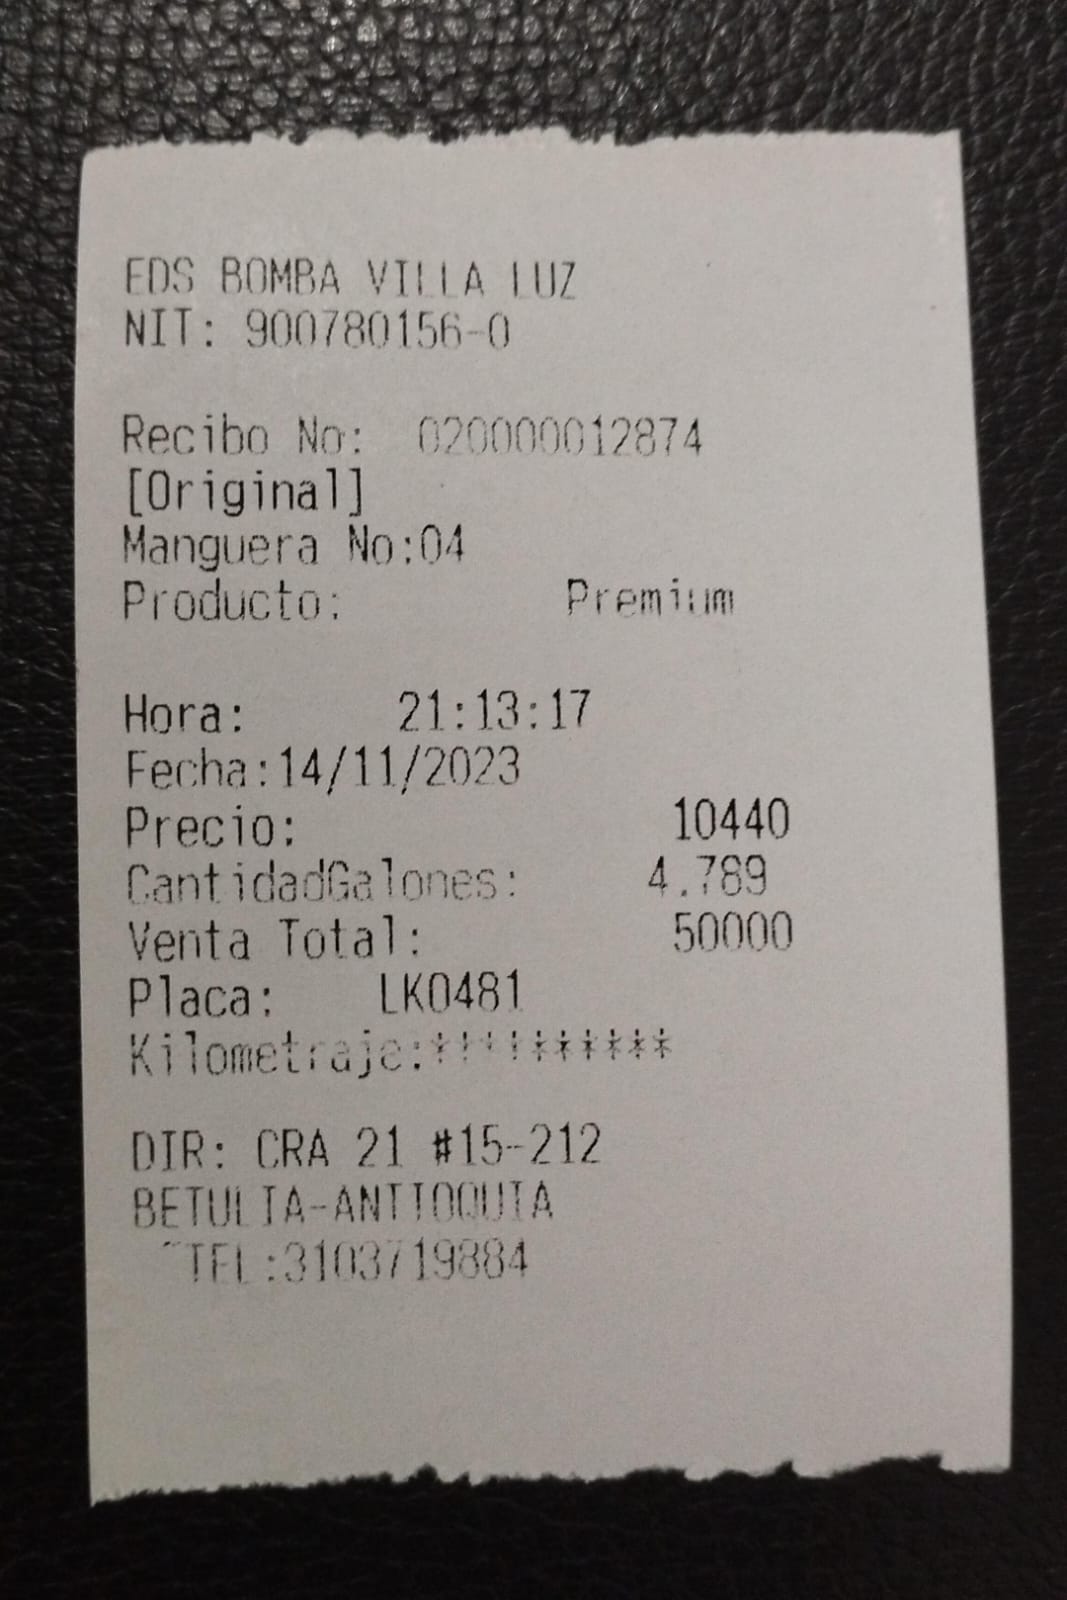 EDS BOMBA VILLA LUZ
NIT: 900780156-0
Recibo No: 020000012874
[Original]
Manguera No:04
Producto: Premium
Hora: 21:13:17
Fecha:14/11/2023
Precio: 10440
CantidadGalones: 4.789
Venta Total: 50000
Placa: LKO481
Kilometraje:**********
DIR: CRA 21 #15-212
BETULIA-ANTIOQUIA
TEL:3103719884